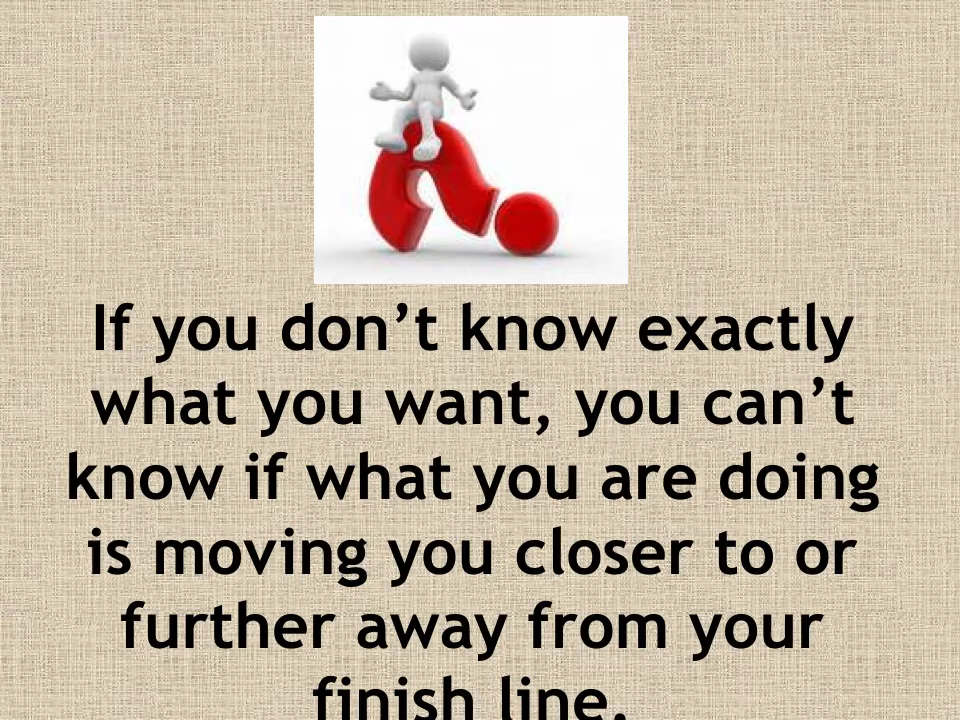 If you don’t know exactly
what you want, you can’t
know if what you are doing
is moving you closer to or
further away from your
finish line.